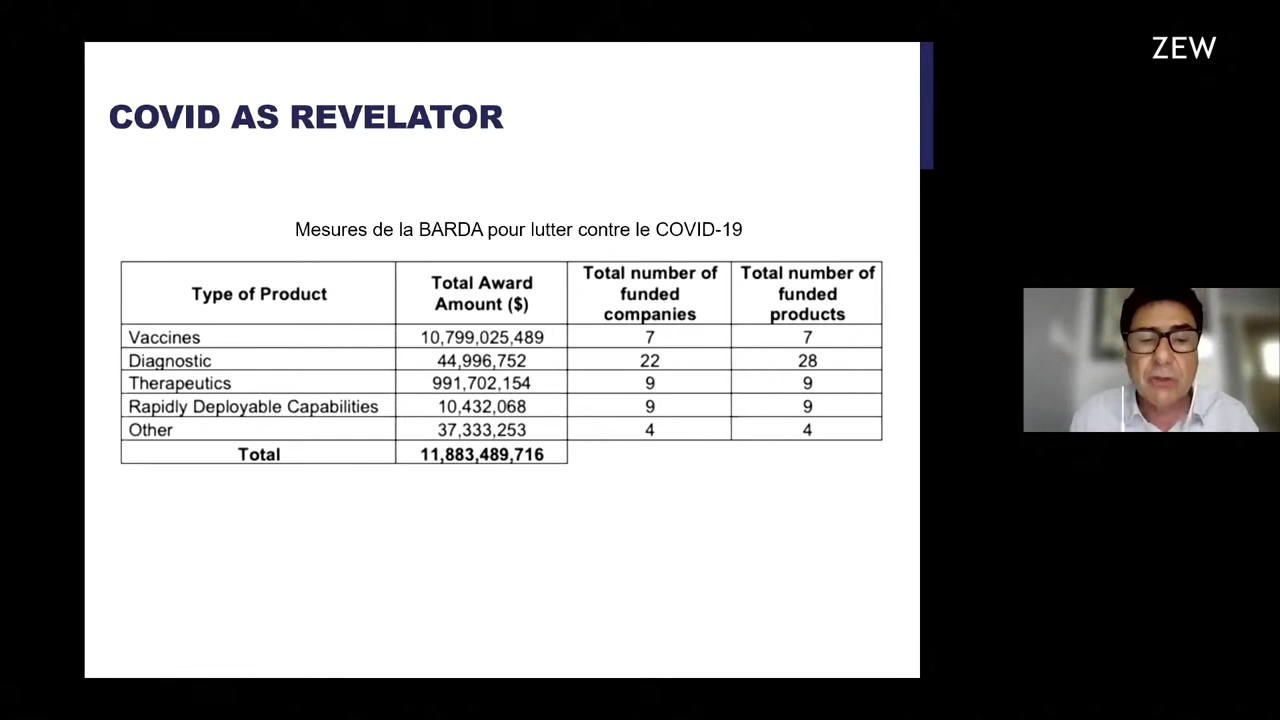 ZEW
COVID AS REVELATOR
Mesures de la BARDA pour lutter contre le COVID-19
Type of Product Total Award Amount ($) Total number of funded companies Total number of funded products
Vaccines 10,799,025,489 7 7
Diagnostic 44,996,752 22 28
Therapeutics 991,702,154 9 9
Rapidly Deployable Capabilities 10,432,068 9 9
Other 37,333,253 4 4
Total 11,883,489,716